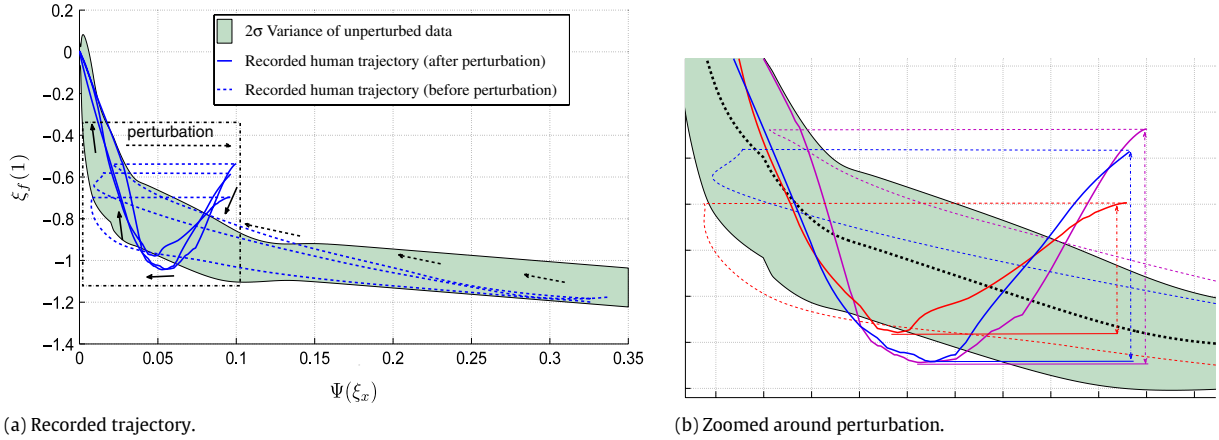 0.2
0
−0.2
−0.4
−0.6
−0.8
−1
−1.2
−1.4
ξf(1)
2σ Variance of unperturbed data
Recorded human trajectory (after perturbation)
Recorded human trajectory (before perturbation)
perturbation
0 0.05 0.1 0.15 0.2 0.25 0.3 0.35
Ψ(ξx)
(a) Recorded trajectory.
(b) Zoomed around perturbation.